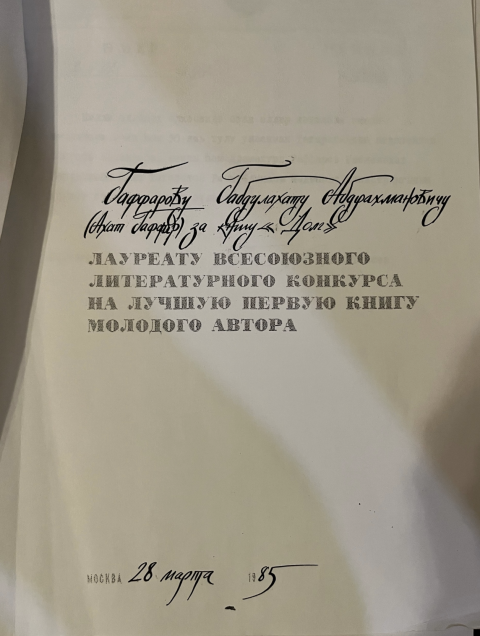 Гаффарову Габдулахату Абдрахмановичу
(Ахат Гаффар) за книгу «Долг»
ЛАУРЕАТУ ВСЕСОЮЗНОГО
ЛИТЕРАТУРНОГО КОНКУРСА
НА ЛУЧШУЮ ПЕРВУЮ КНИГУ
МОЛОДОГО АВТОРА
МОСКВА 28 марта 1985